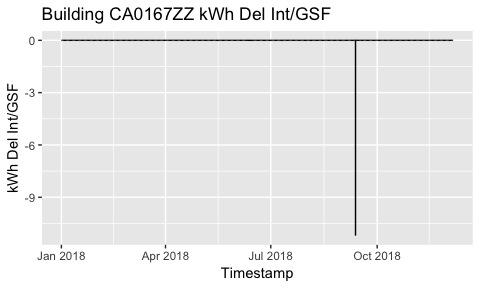 Building CA0167ZZ kWh Del Int/GSF
kWh Del Int/GSF
0
-3
-6
-9
Jan 2018
Apr 2018
Jul 2018
Oct 2018
Timestamp